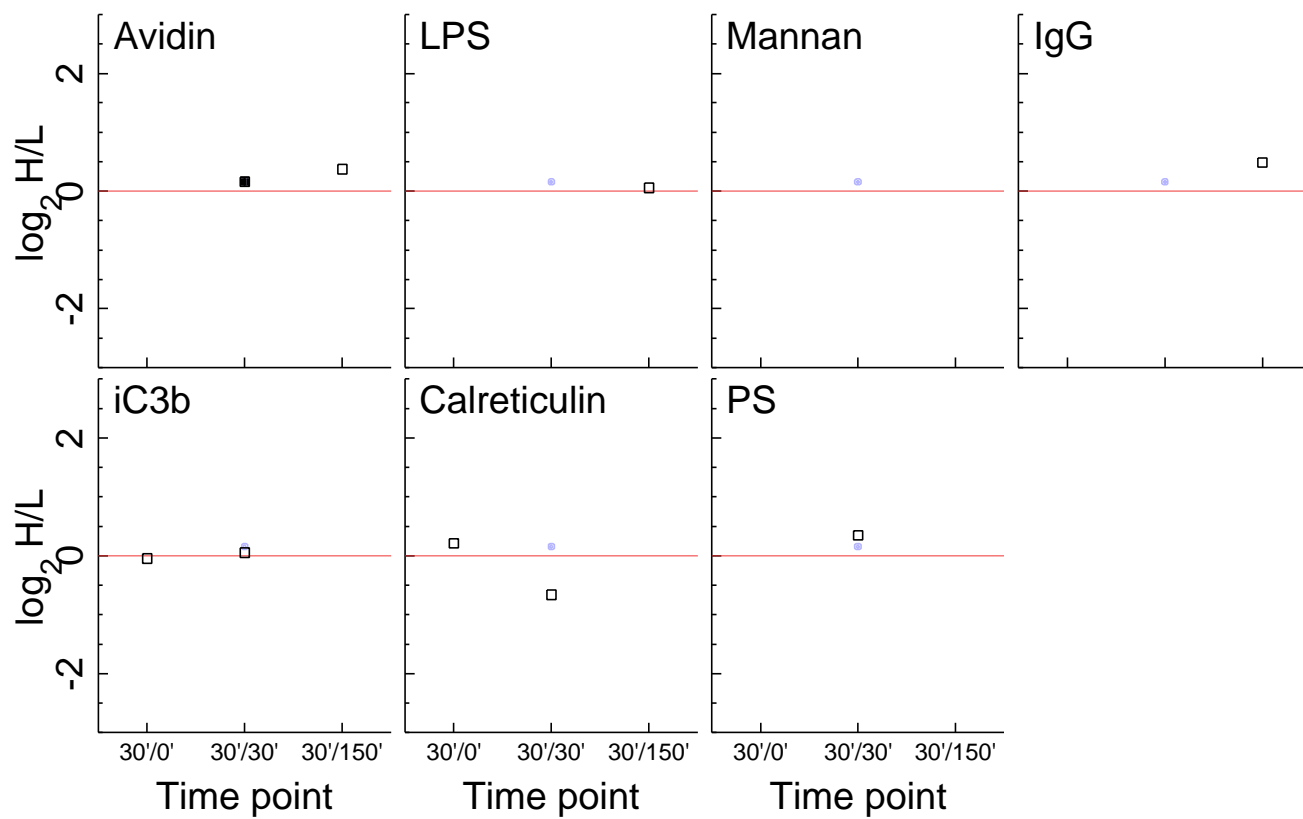 Avidin LPS Mannan IgG
log2 H/L
2
0
-2
iC3b Calreticulin PS
log2 H/L
2
0
-2
30'/0' 30'/30' 30'/150' 30'/0' 30'/30' 30'/150' 30'/0' 30'/30' 30'/150'
Time point Time point Time point